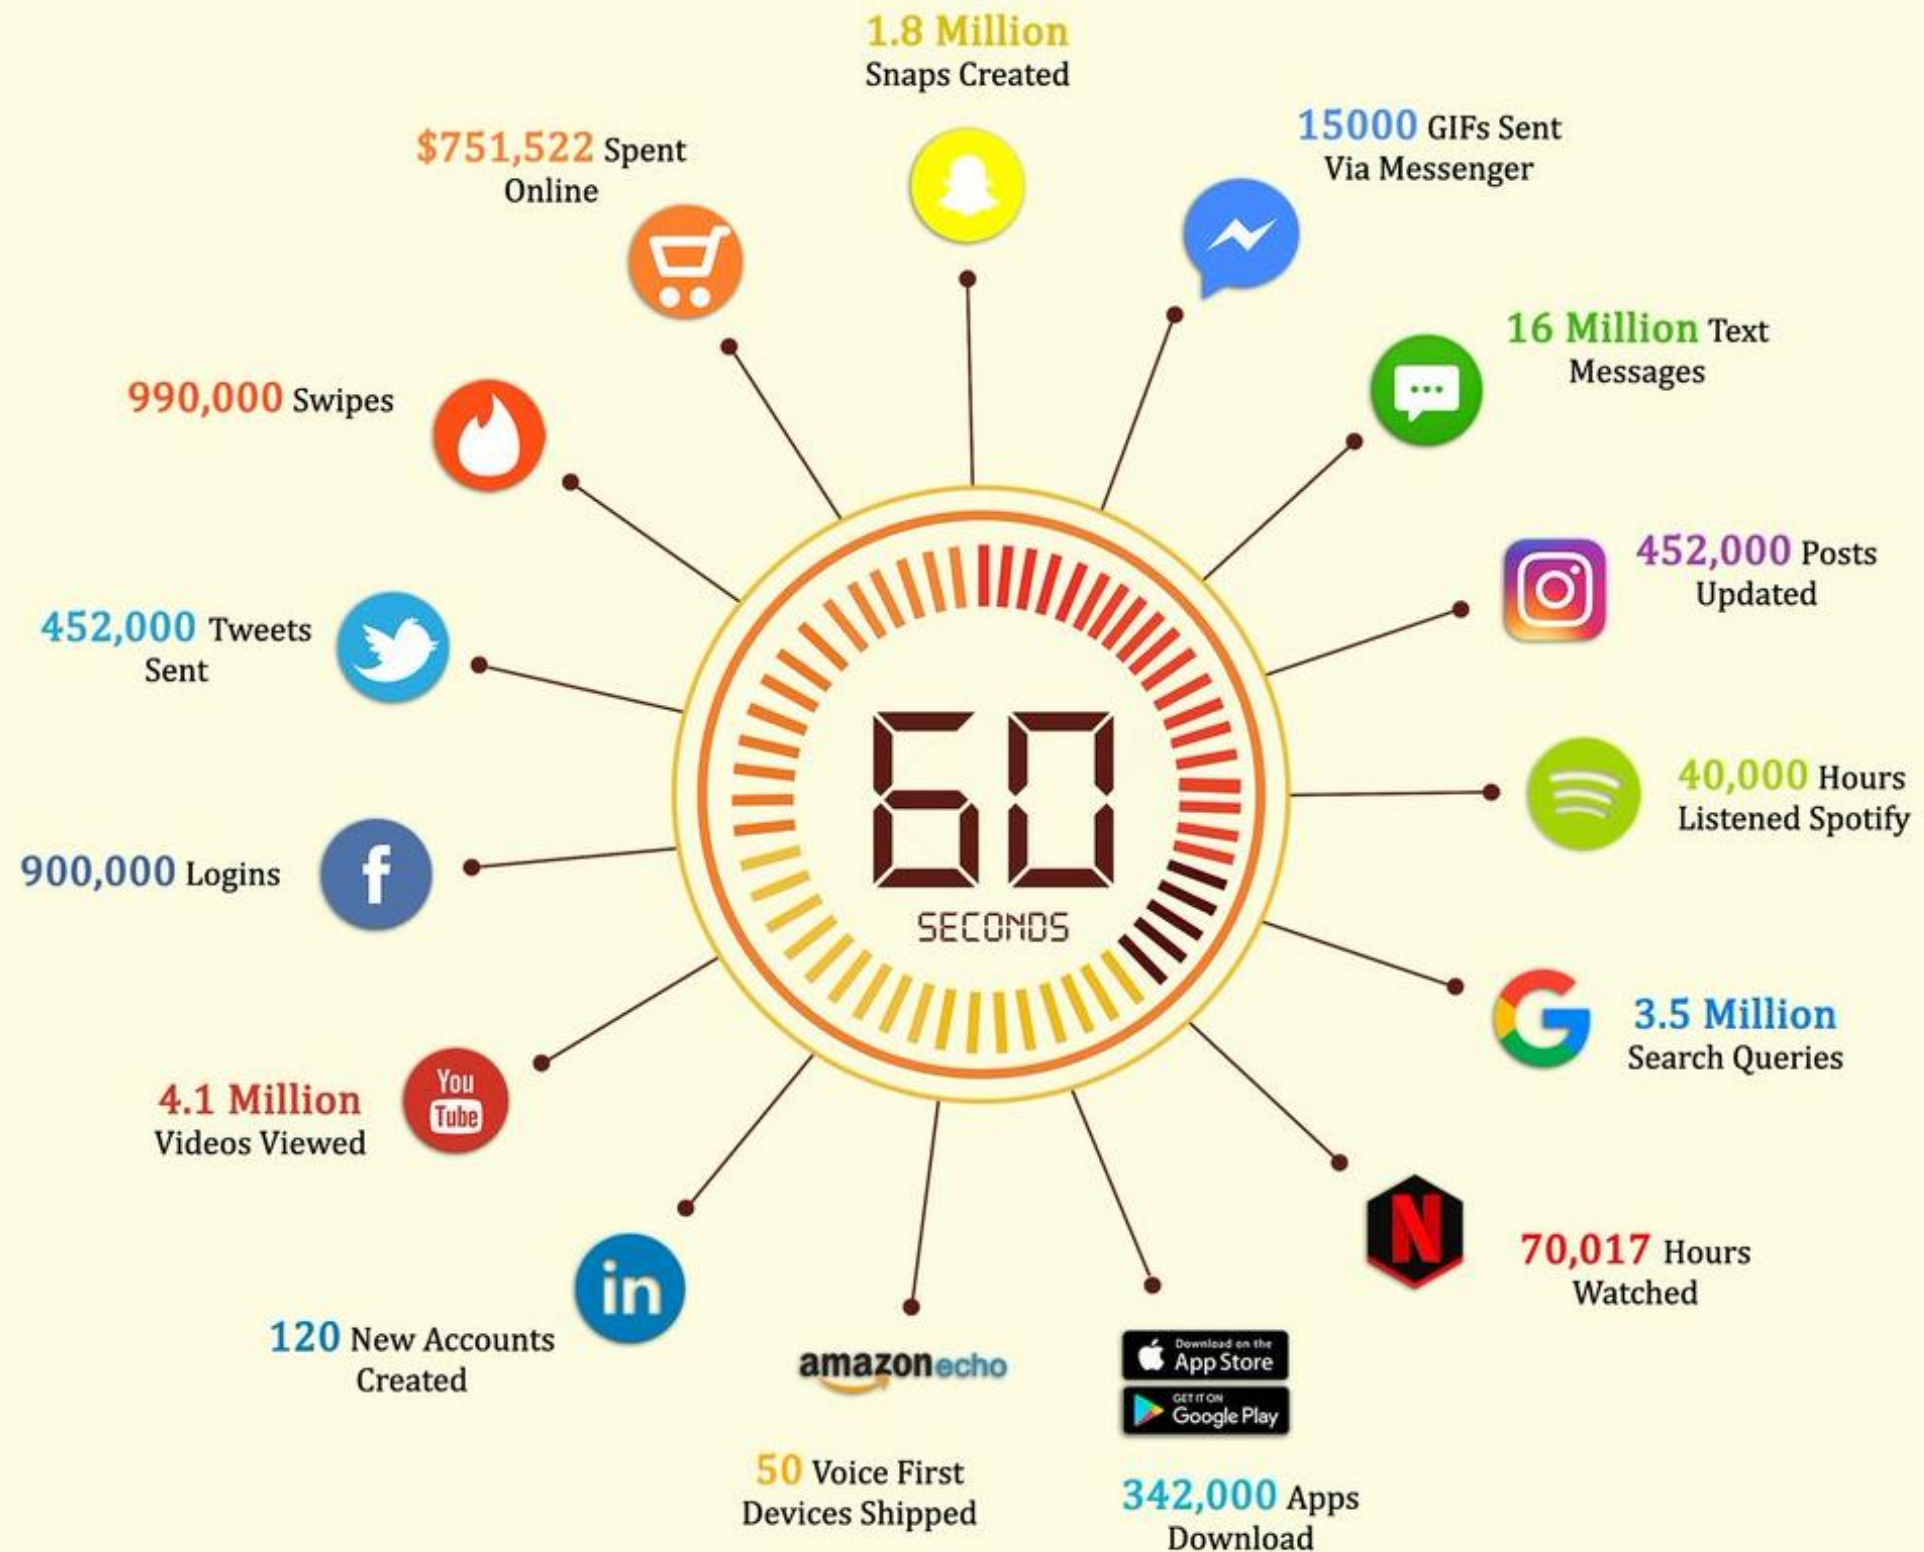 1.8 Million
Snaps Created
15000 GIFs Sent
Via Messenger
16 Million Text
Messages
452,000 Posts
Updated
40,000 Hours
Listened Spotify
3.5 Million
Search Queries
70,017 Hours
Watched
Download on the
App Store
GET IT ON
Google Play
342,000 Apps
Download
amazonecho
50 Voice First
Devices Shipped
in
120 New Accounts
Created
You
Tube
4.1 Million
Videos Viewed
f
900,000 Logins
452,000 Tweets
Sent
990,000 Swipes
$751,522 Spent
Online
60
SECONDS